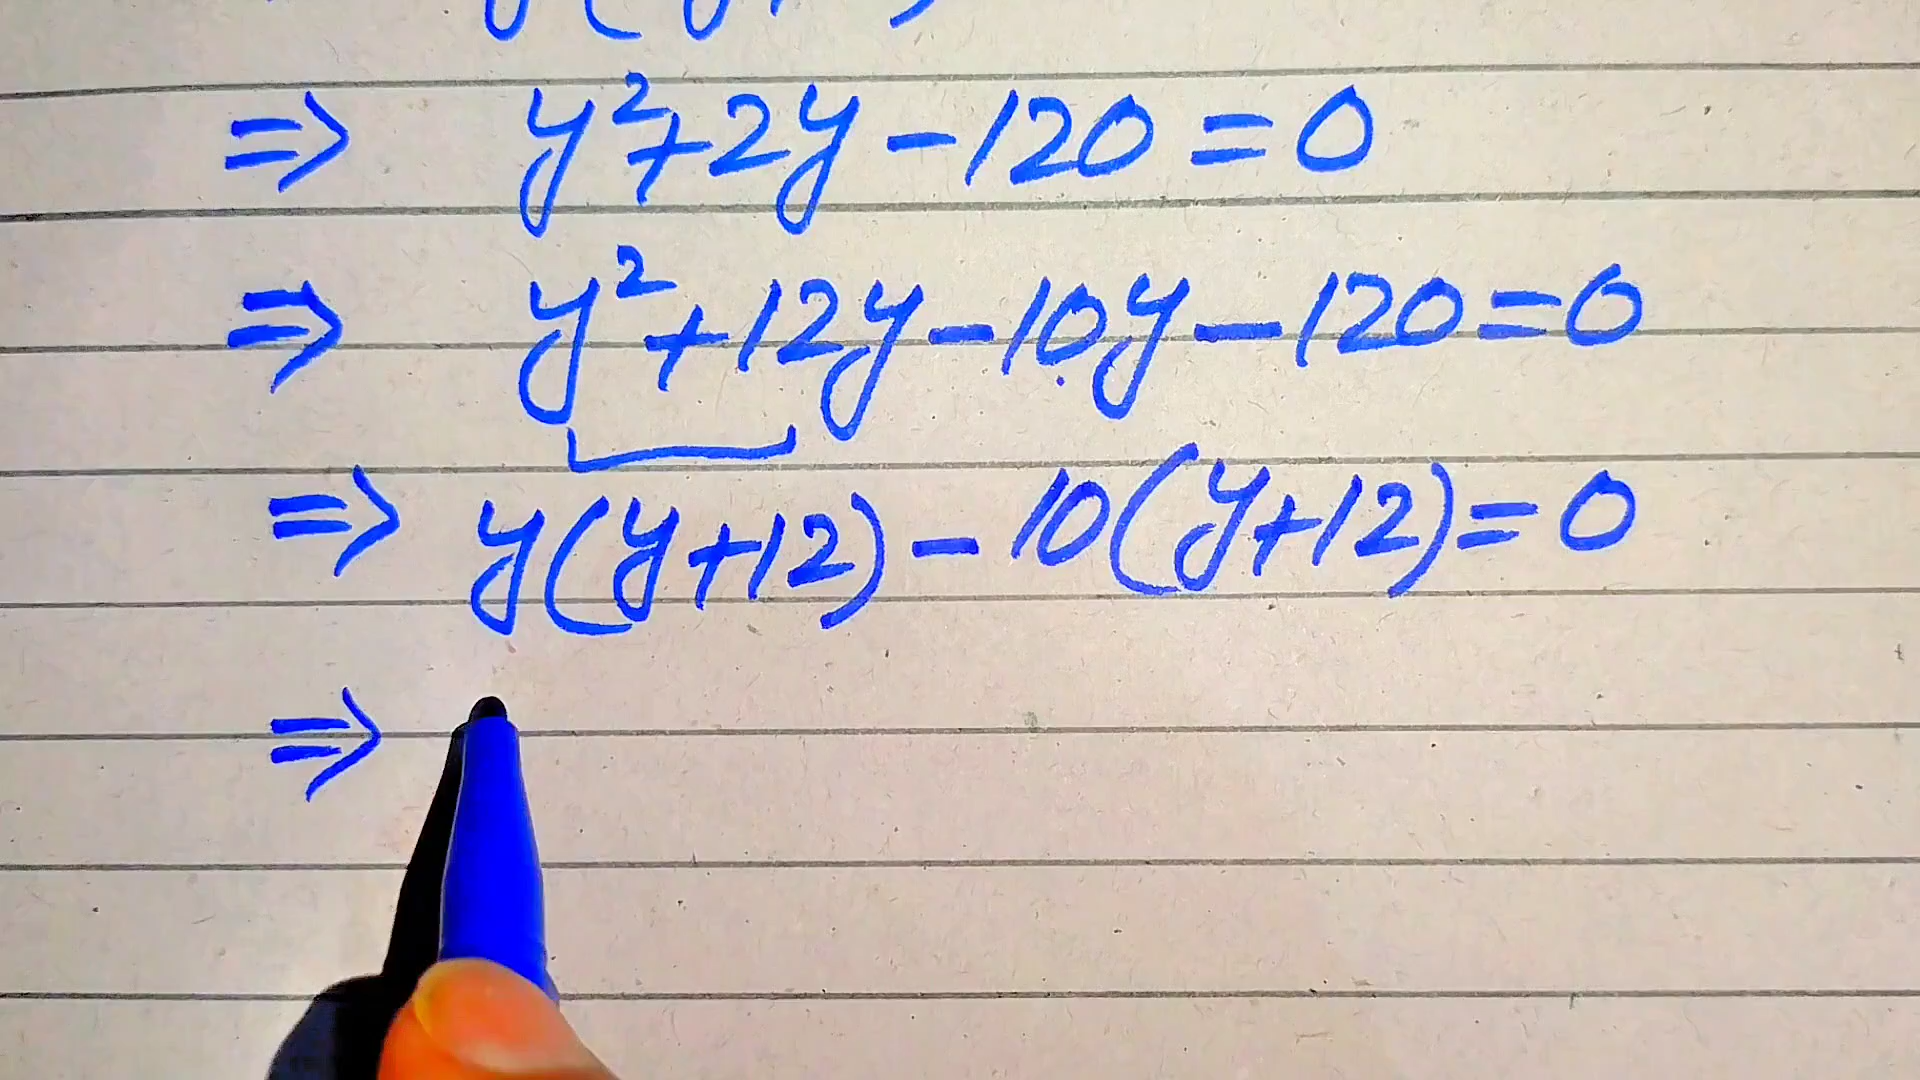 ⇒ y²+2y-120=0
⇒ y²+12y-10y-120=0
⇒ y(y+12)-10(y+12)=0
⇒